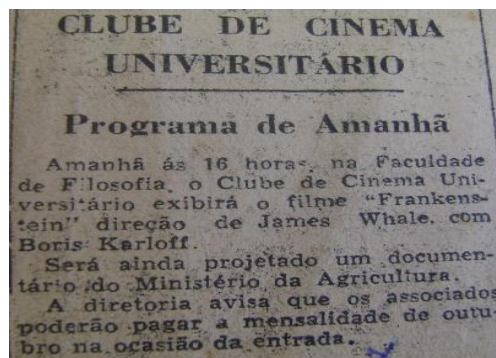 CLUBE DE CINEMA
UNIVERSITÁRIO
Programa de Amanhã
Amanhã ás 16 horas, na Faculdade
de Filosofia, o Clube de Cinema Uni-
versitário exibirá o filme "Frankens-
tein" direção de James Whale, com
Boris Karloff.
Será ainda projetado um documen-
tário do Ministério da Agricultura.
A diretoria avisa que os associados
poderão pagar a mensalidade de outu-
bro na ocasião da entrada.